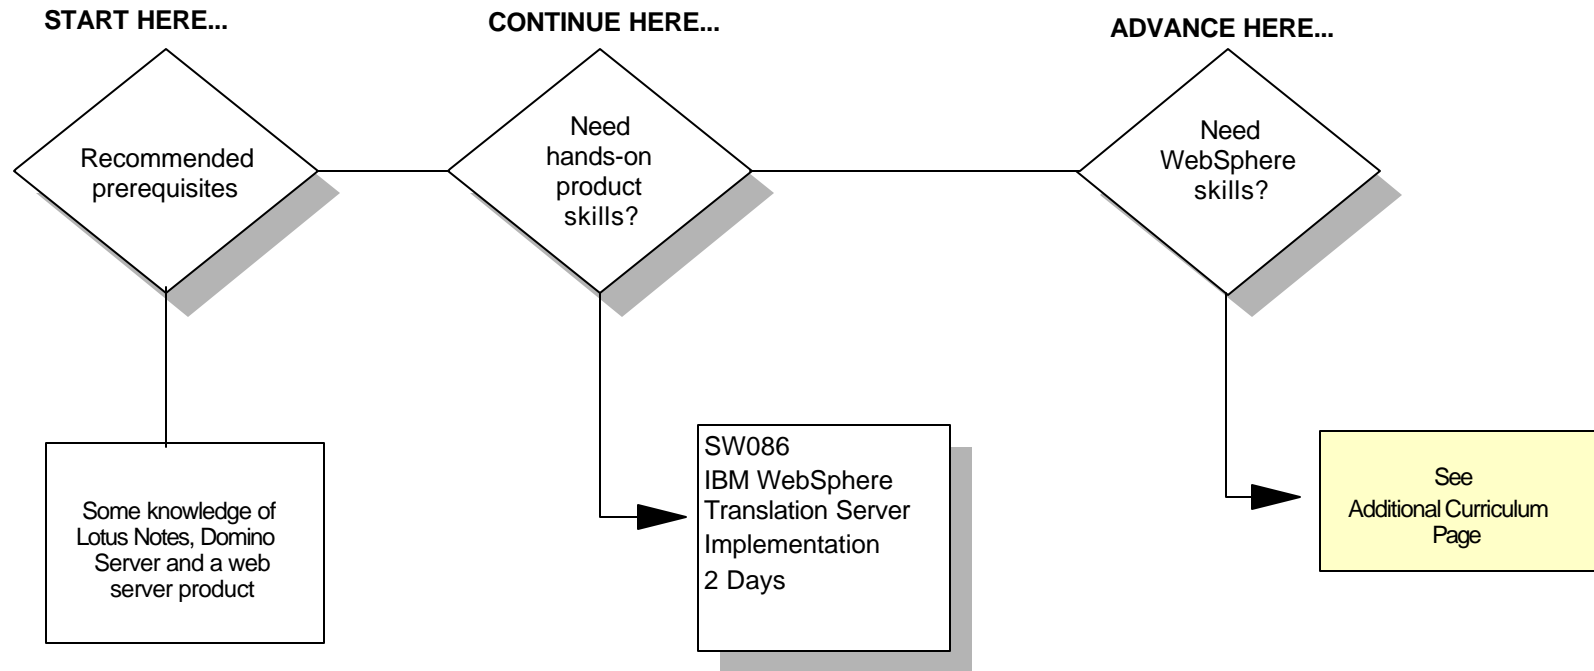 START HERE...
CONTINUE HERE...
ADVANCE HERE...
Recommended
prerequisites
Need
hands-on
product
skills?
Need
WebSphere
skills?
Some knowledge of
Lotus Notes, Domino
Server and a web
server product
SW086
IBM WebSphere
Translation Server
Implementation
2 Days
See
Additional Curriculum
Page